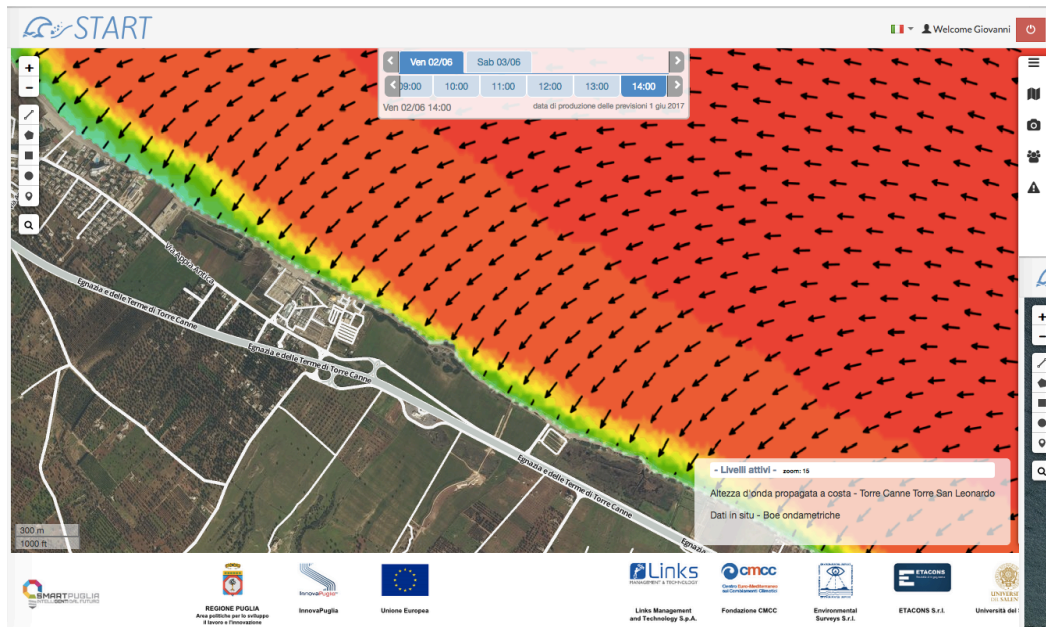 START
Welcome Giovanni
Ven 02/06
Sab 03/06
09:00
10:00
11:00
12:00
13:00
14:00
Ven 02/06 14:00
data di produzione delle previsioni 1 giu 2017
Via Appia Antica
Egnazia e delle Terme di Torre Canne
Egnazia e delle Terme di Torre Canne
Egnazia e delle Terme di Torre Canne
Egnazia
- Livelli attivi - zoom: 15
Altezza d'onda propagata a costa - Torre Canne Torre San Leonardo
Dati in situ - Boe ondametriche
300 m
1000 ft
SMARTPUGLIA
REGIONE PUGLIA
Area politiche per lo sviluppo
il lavoro e l'innovazione
InnovaPuglia
InnovaPuglia
Unione Europea
Links
MANAGEMENT & TECHNOLOGY
Links Management
and Technology S.p.A.
cmcc
Centro Euro-Mediterraneo
sui Cambiamenti Climatici
Fondazione CMCC
Environmental
Surveys S.r.l.
ETACONS
ETACONS S.r.l.
Università del